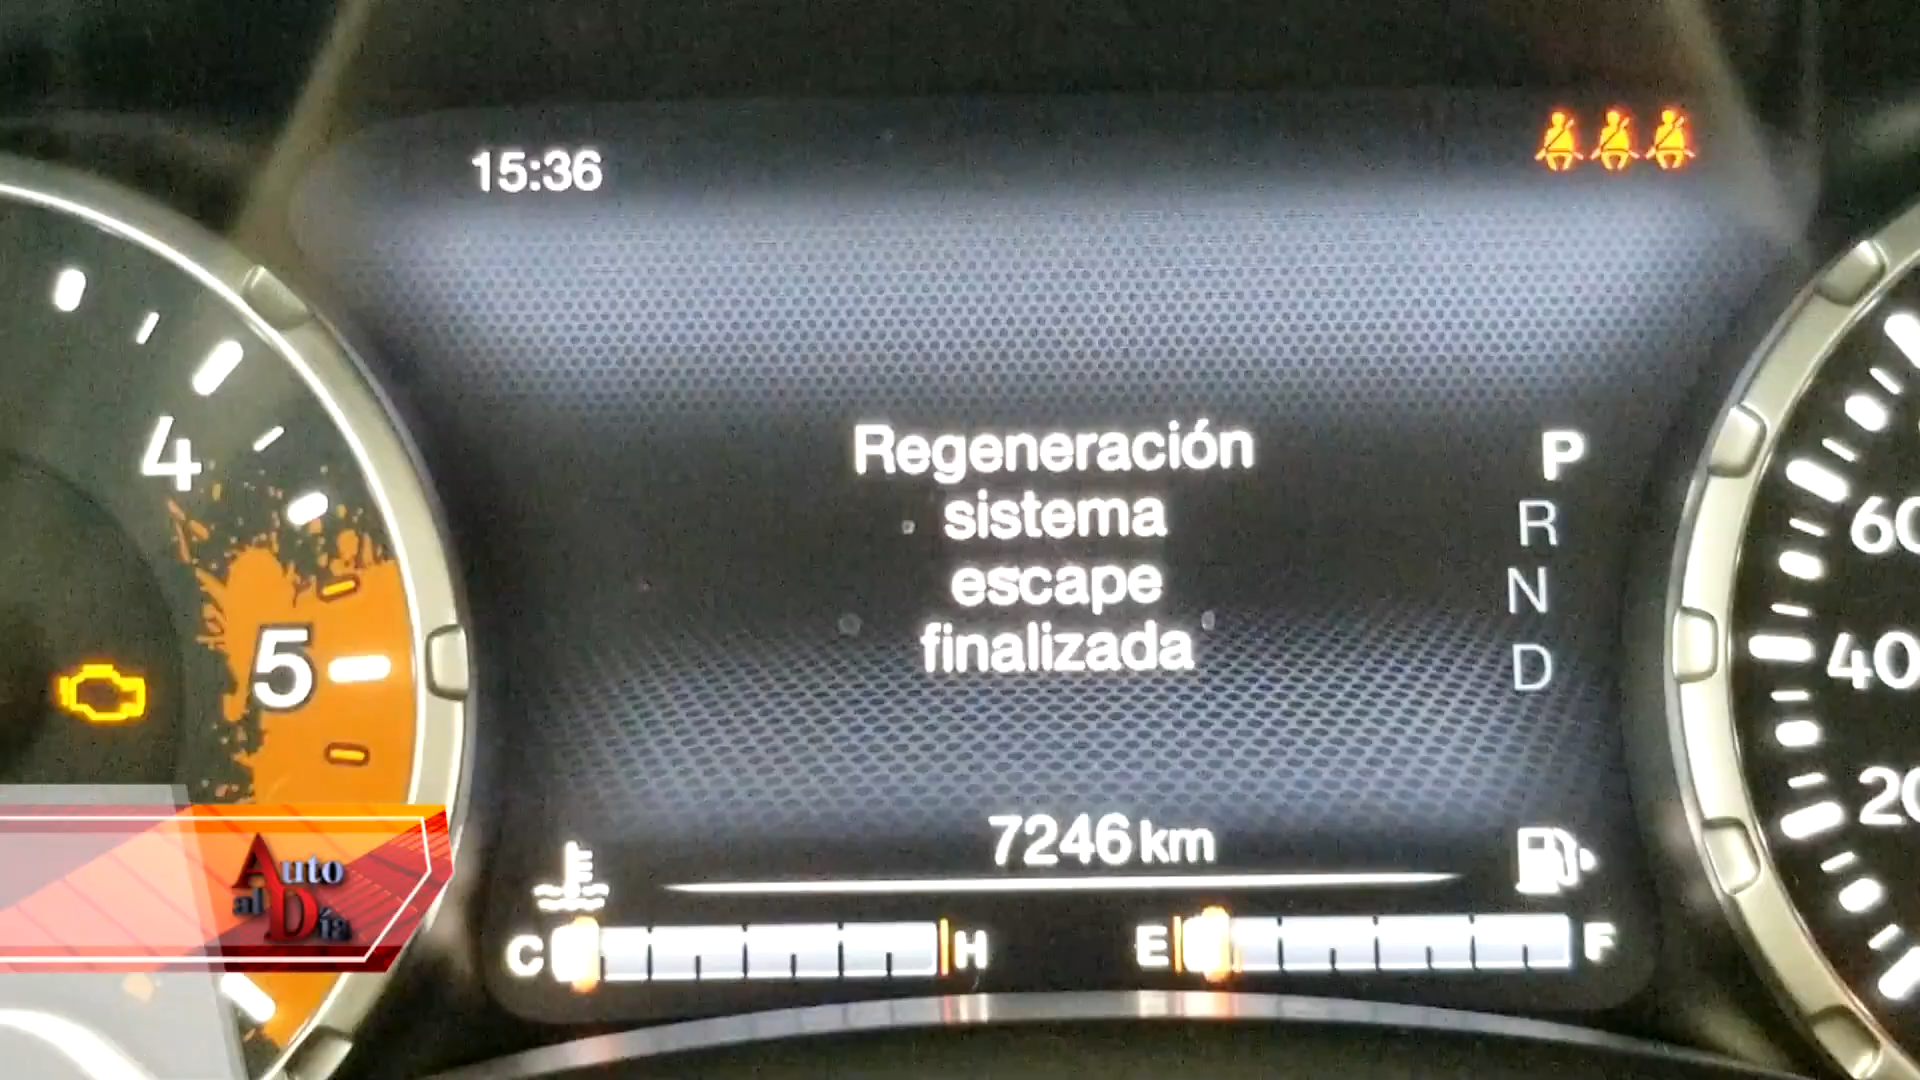 15:36
4
5
Regeneración
sistema
escape
finalizada
P
R
N
D
60
40
20
7246 km
C
H
E
F
Auto
al Día